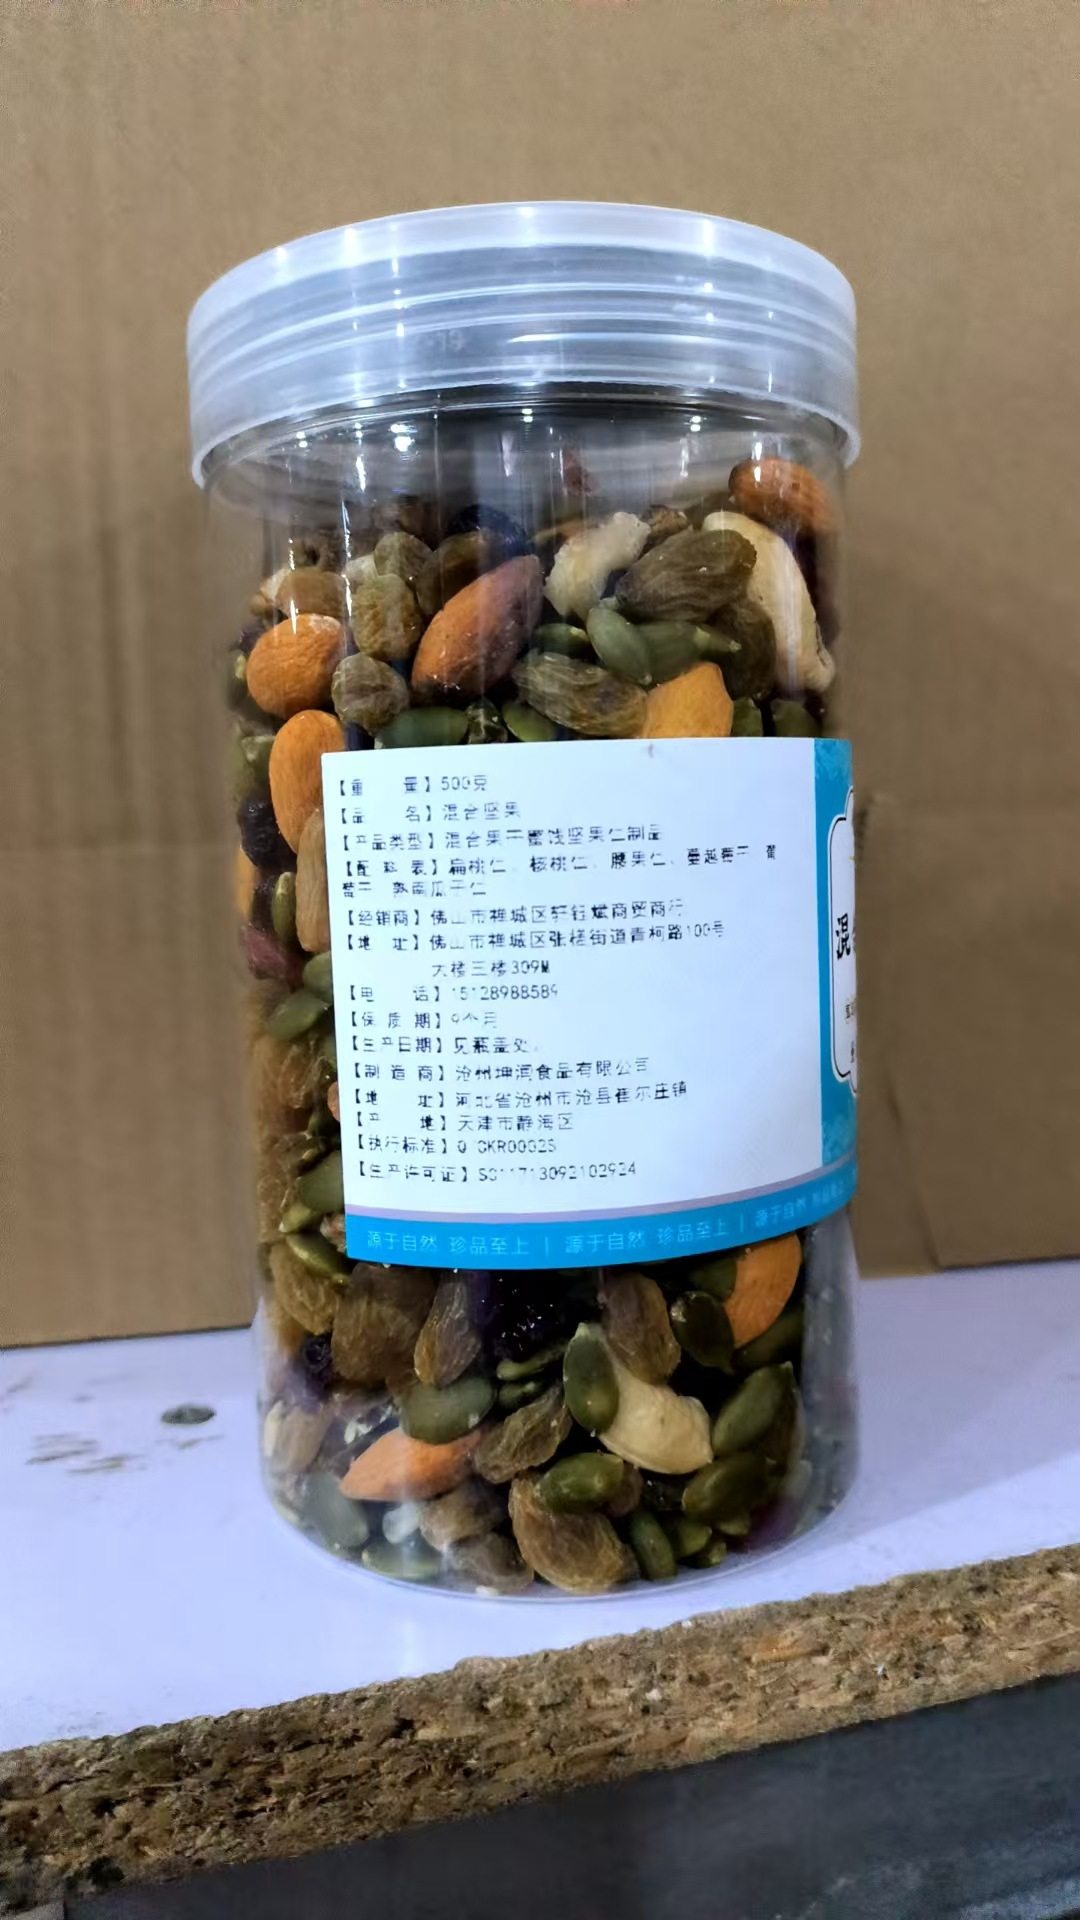 【重 量】500克
【品 名】混合坚果
【产品类型】混合果干蜜饯坚果仁制品
【配 料 表】扁桃仁、核桃仁、腰果仁、蔓越莓干、葡
萄干、熟南瓜子仁
【经销商】佛山市禅城区轩钰斌商贸商行
【地 址】佛山市禅城区张槎街道青柯路100号
大楼三楼309M
【电 话】15128988589
【保 质 期】9个月
【生产日期】见瓶盖处
【制 造 商】沧州坤润食品有限公司
【地 址】河北省沧州市沧县崔尔庄镇
【产 地】天津市静海区
【执行标准】
【生产许可证】SC11713092102924
源于自然 珍品至上 | 源于自然 珍品至上 | 源于自然
混